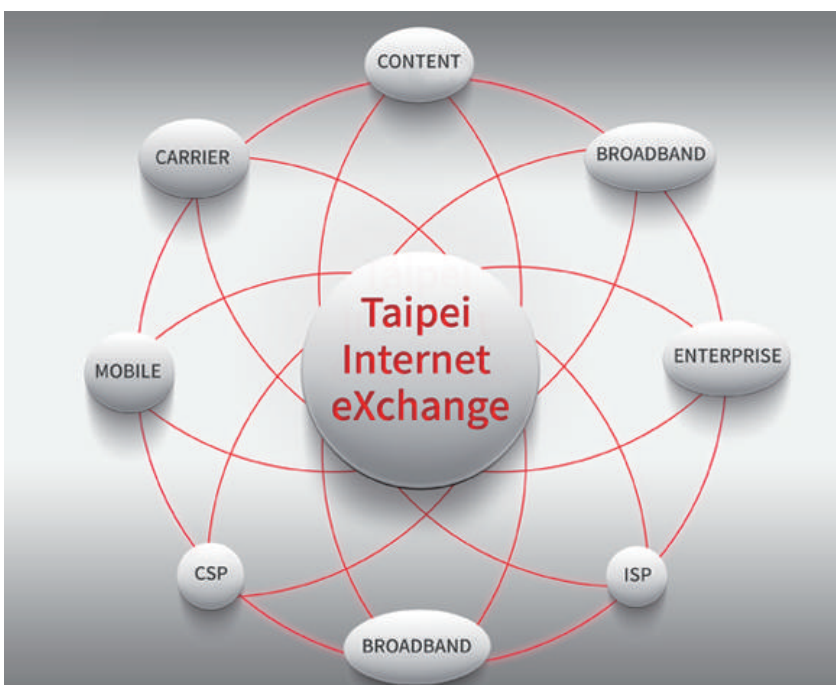 CONTENT
CARRIER
BROADBAND
Taipei
Internet
eXchange
MOBILE
ENTERPRISE
CSP
ISP
BROADBAND